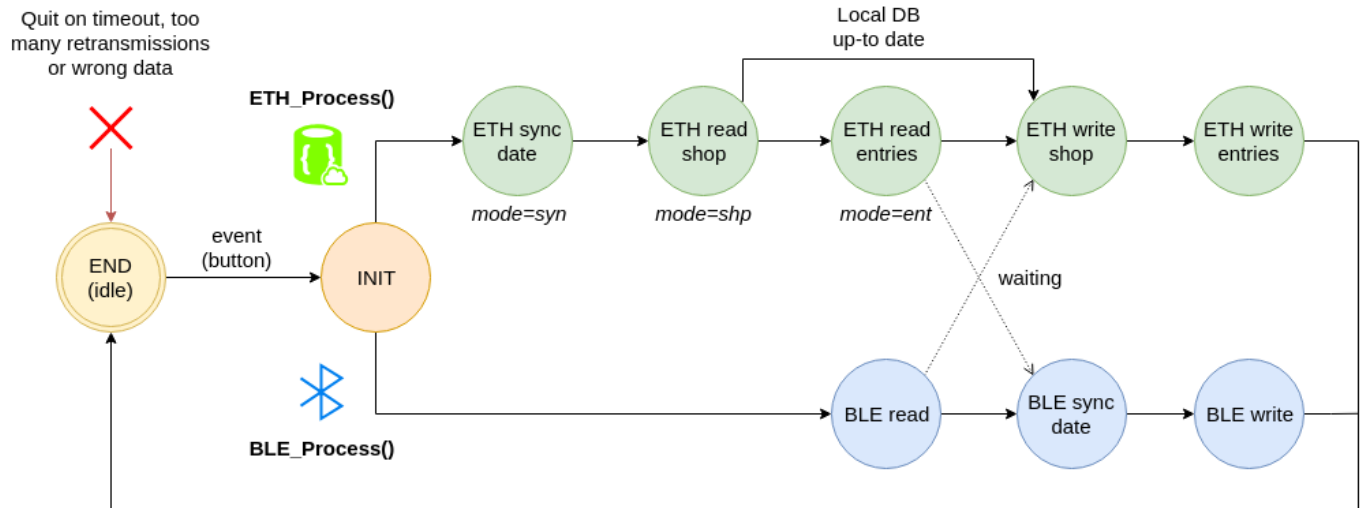 Quit on timeout, too
many retransmissions
or wrong data
Local DB
up-to date
ETH_Process()
ETH sync
date
ETH read
shop
ETH read
entries
ETH write
shop
ETH write
entries
mode=syn
mode=shp
mode=ent
event
(button)
END
(idle)
INIT
waiting
BLE read
BLE sync
date
BLE write
BLE_Process()